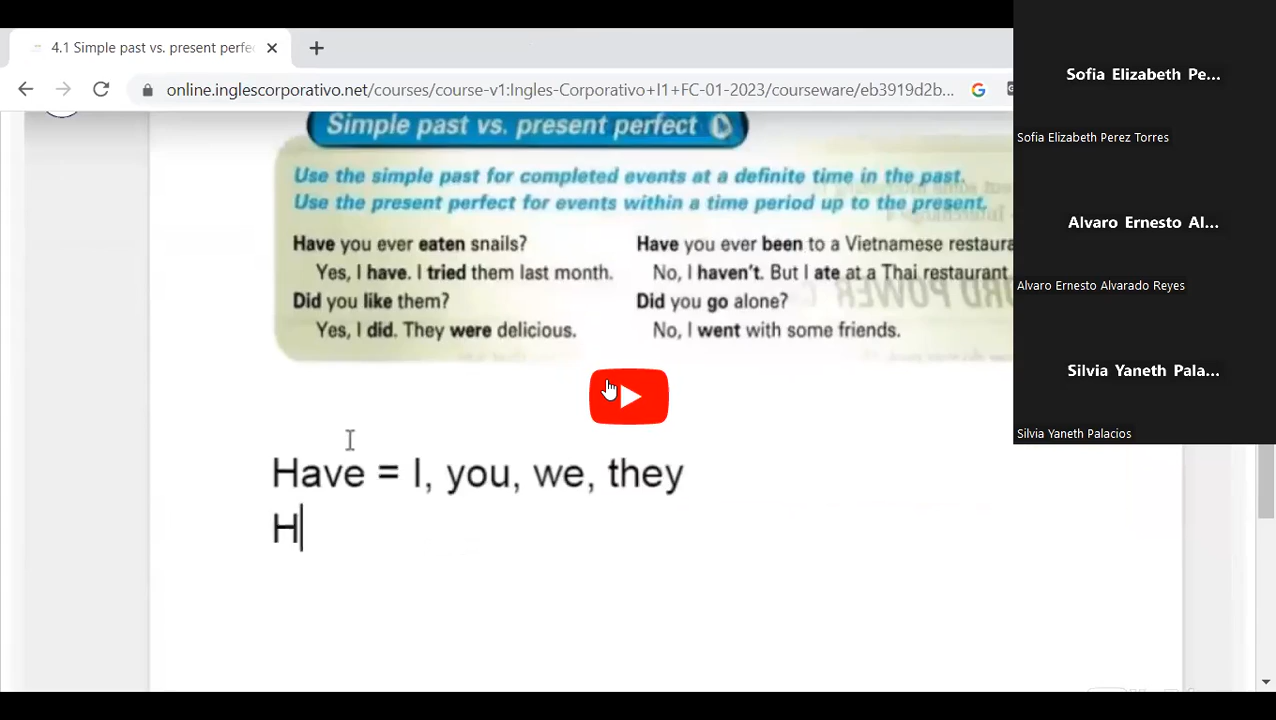 4.1 Simple past vs. present perfe
online.inglescorporativo.net/courses/course-v1:Ingles-Corporativo+I1+FC-01-2023/courseware/eb3919d2b...
Simple past vs. present perfect
Use the simple past for completed events at a definite time in the past.
Use the present perfect for events within a time period up to the present.
Have you ever eaten snails?
Yes, I have. I tried them last month.
Did you like them?
Yes, I did. They were delicious.
Have you ever been to a Vietnamese restaura
No, I haven't. But I ate at a Thai restaurant
Did you go alone?
No, I went with some friends.
Have = I, you, we, they
H
Sofia Elizabeth Pe...
Sofia Elizabeth Perez Torres
Alvaro Ernesto Al...
Alvaro Ernesto Alvarado Reyes
Silvia Yaneth Pala...
Silvia Yaneth Palacios